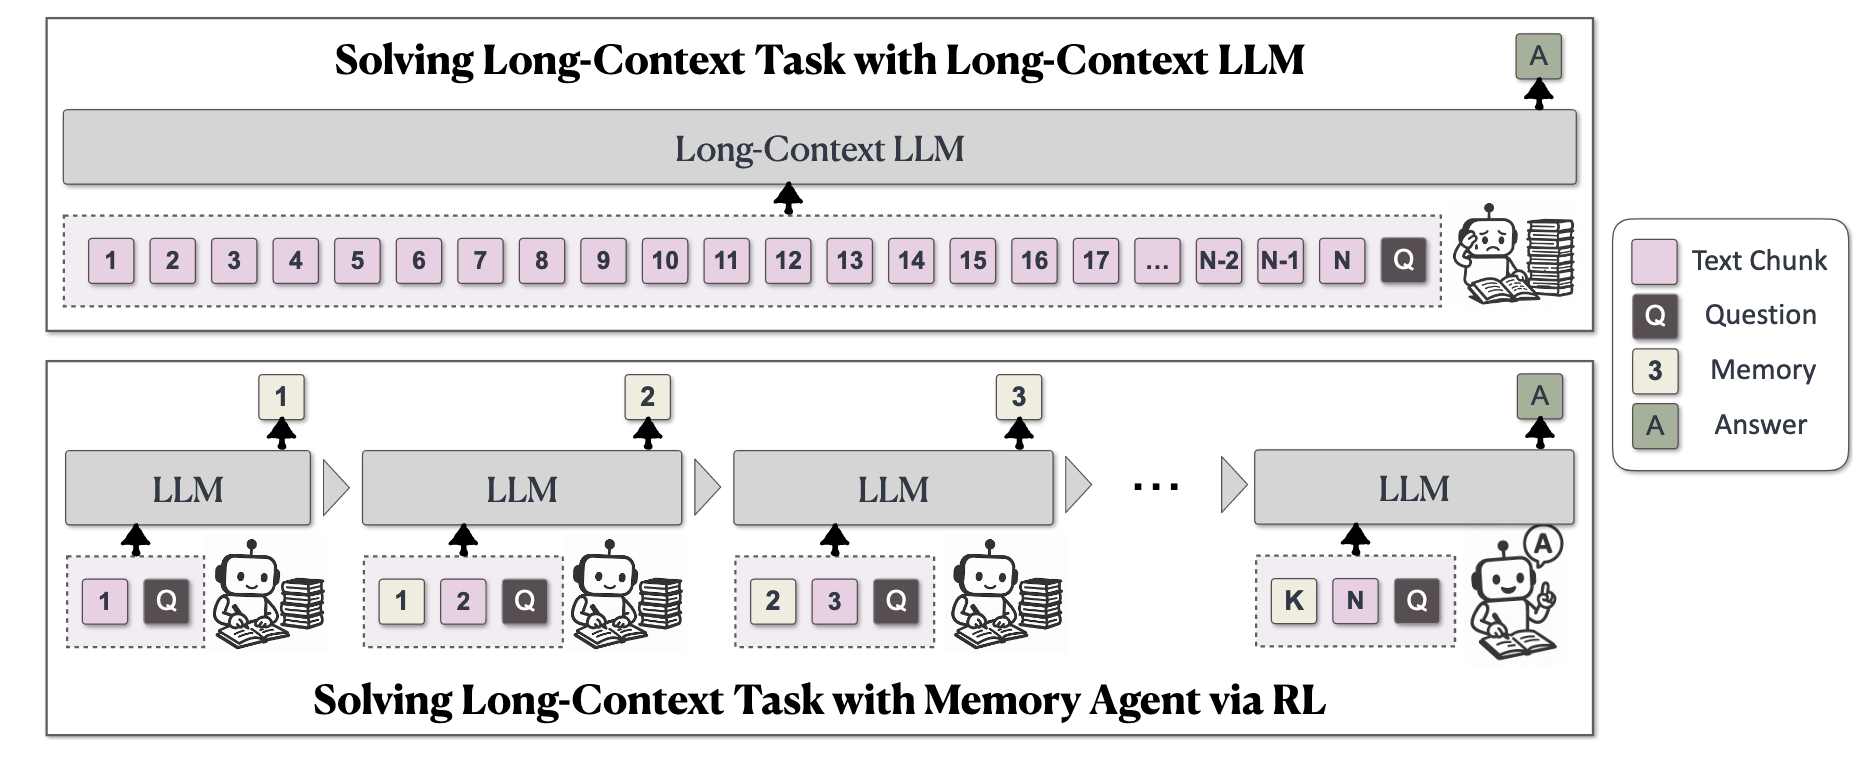 Solving Long-Context Task with Long-Context LLM
A
Long-Context LLM
1 2 3 4 5 6 7 8 9 10 11 12 13 14 15 16 17 ... N-2 N-1 N Q
1 2 3 A
LLM LLM LLM ... LLM
A
1 Q 1 2 Q 2 3 Q K N Q
Solving Long-Context Task with Memory Agent via RL
Text Chunk
Q Question
3 Memory
A Answer